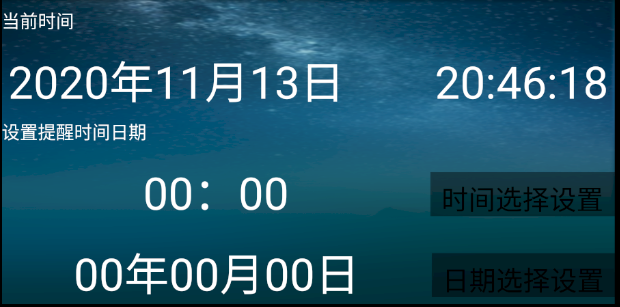 当前时间
2020年11月13日 20:46:18
设置提醒时间日期
00：00 时间选择设置
00年00月00日 日期选择设置